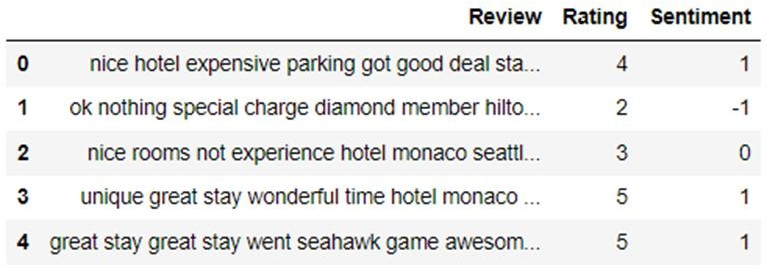 Review Rating Sentiment
0 nice hotel expensive parking got good deal sta... 4 1
1 ok nothing special charge diamond member hilto... 2 -1
2 nice rooms not experience hotel monaco seattl... 3 0
3 unique great stay wonderful time hotel monaco ... 5 1
4 great stay great stay went seahawk game awesom... 5 1